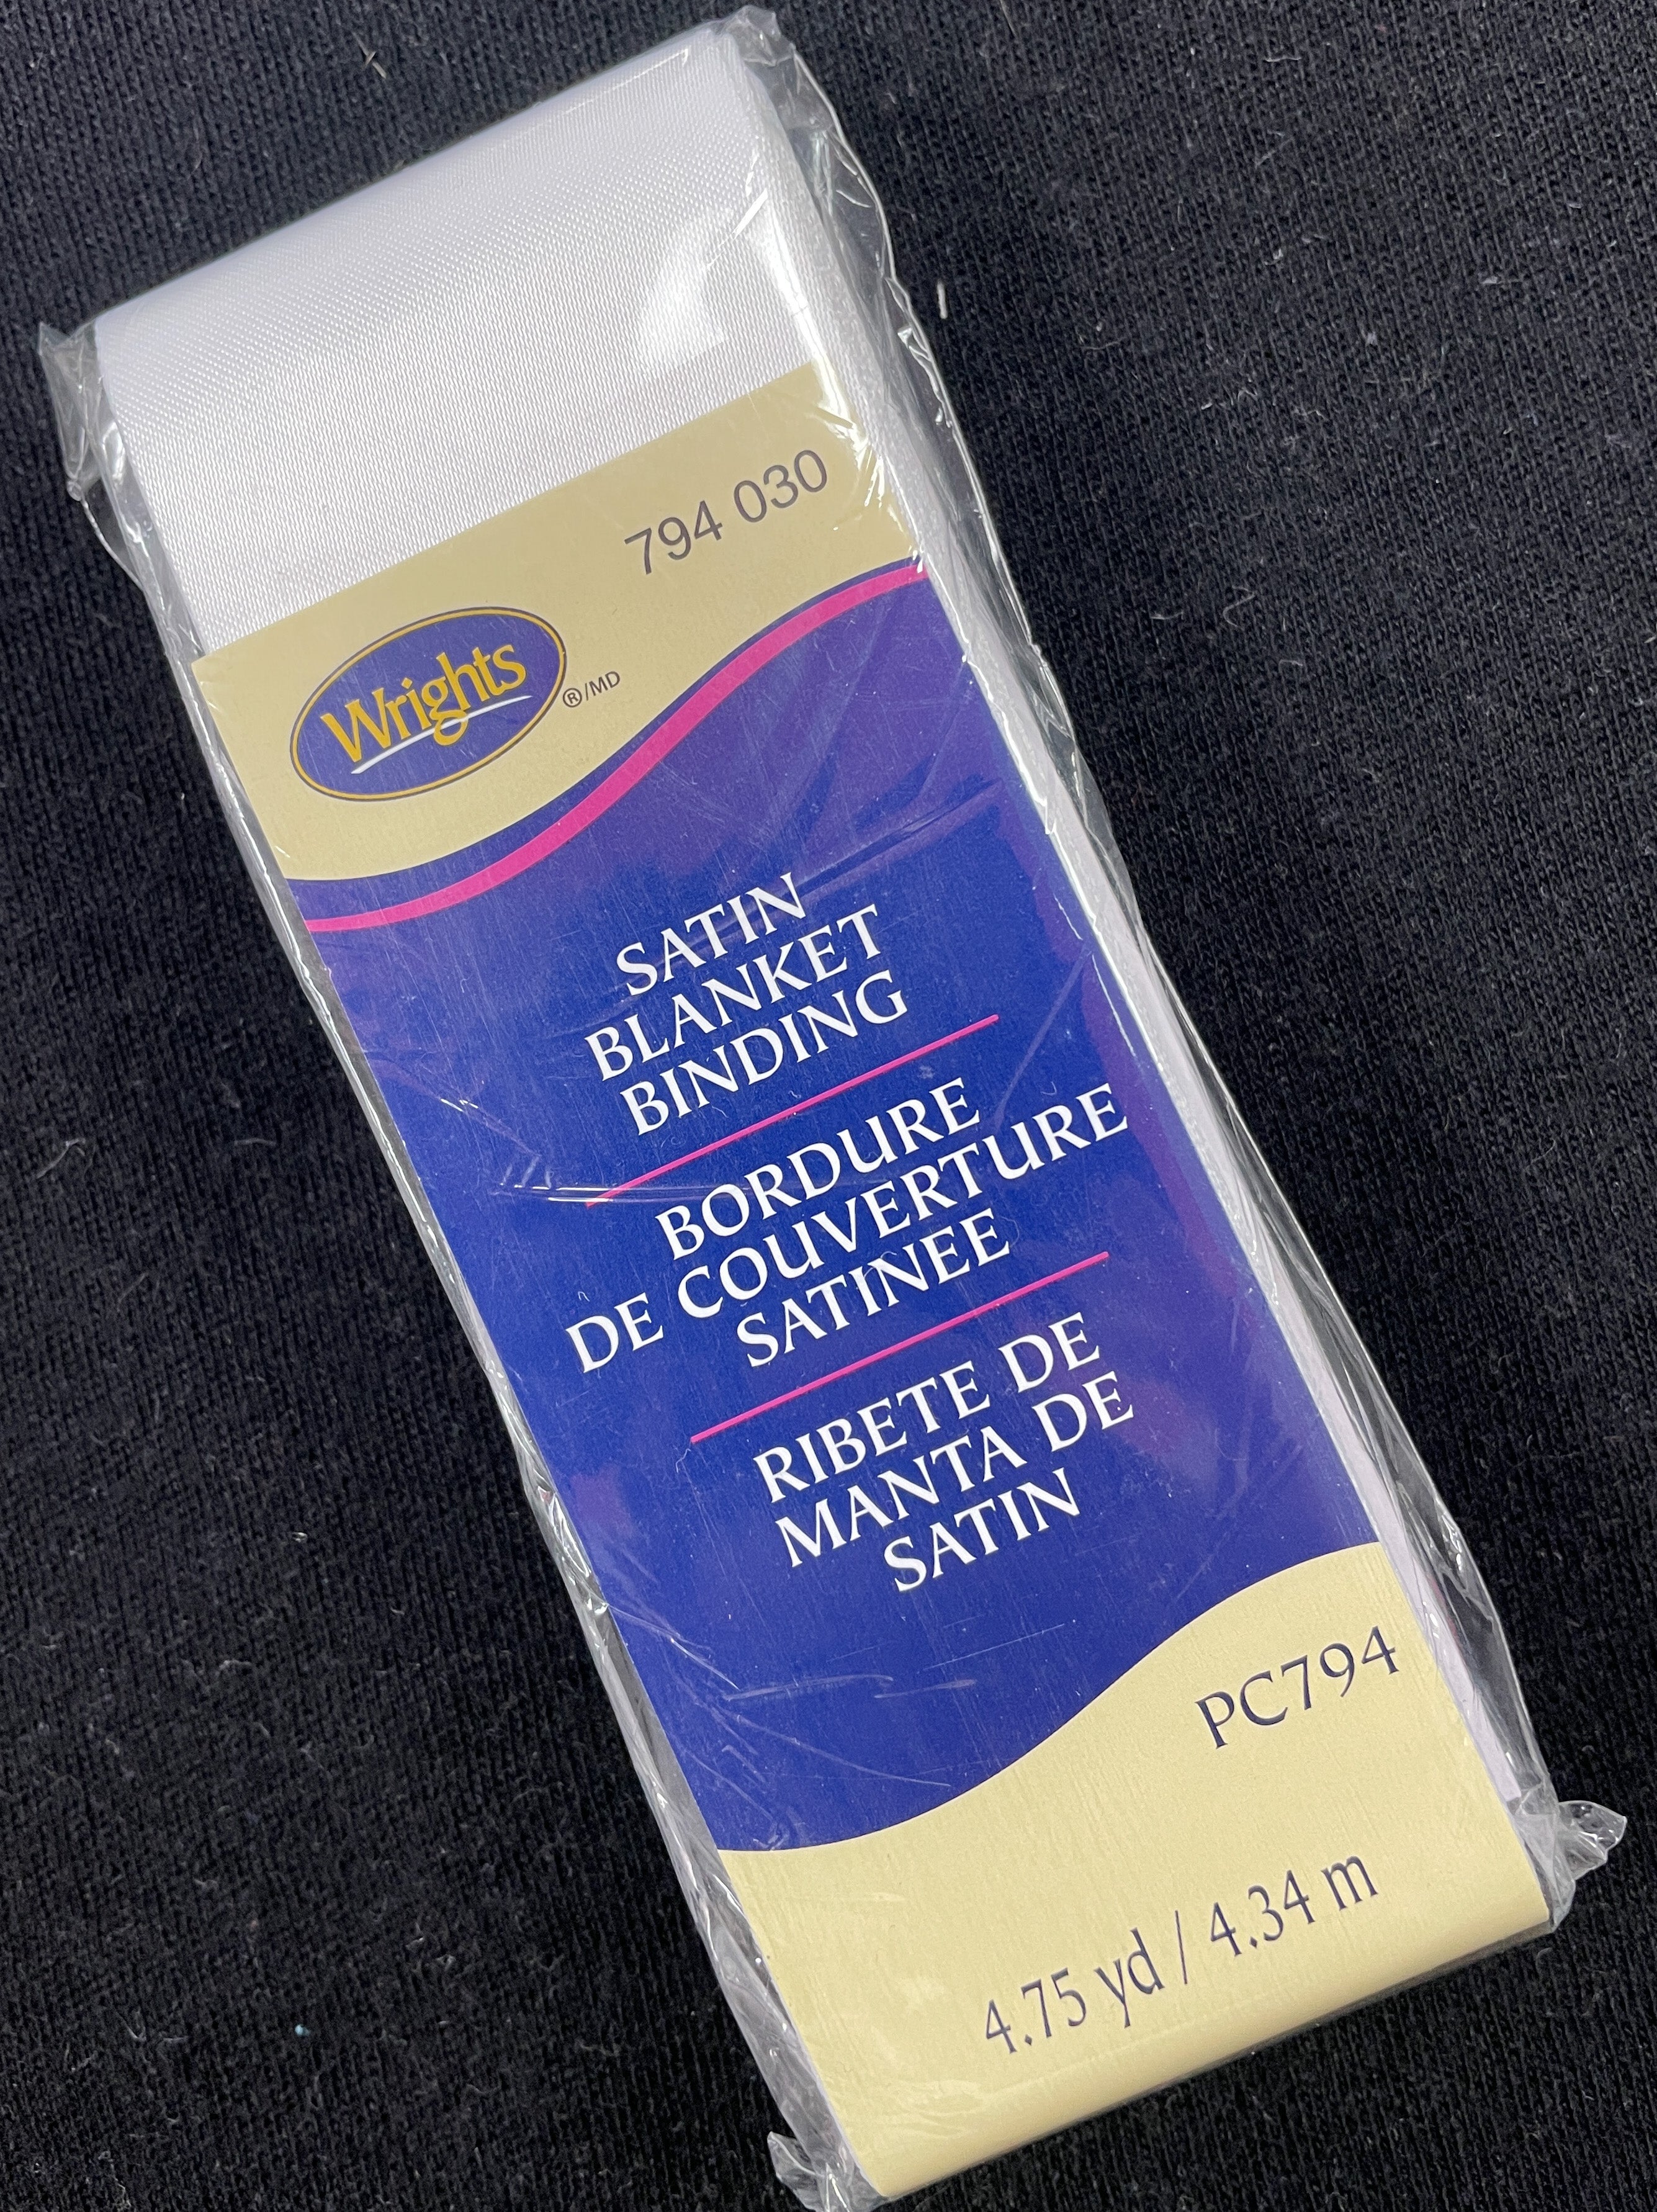 794 030
Wrights
®/MD
SATIN
BLANKET
BINDING
BORDURE
DE COUVERTURE
SATINEE
RIBETE DE
MANTA DE
SATIN
PC794
4.75 yd / 4.34 m